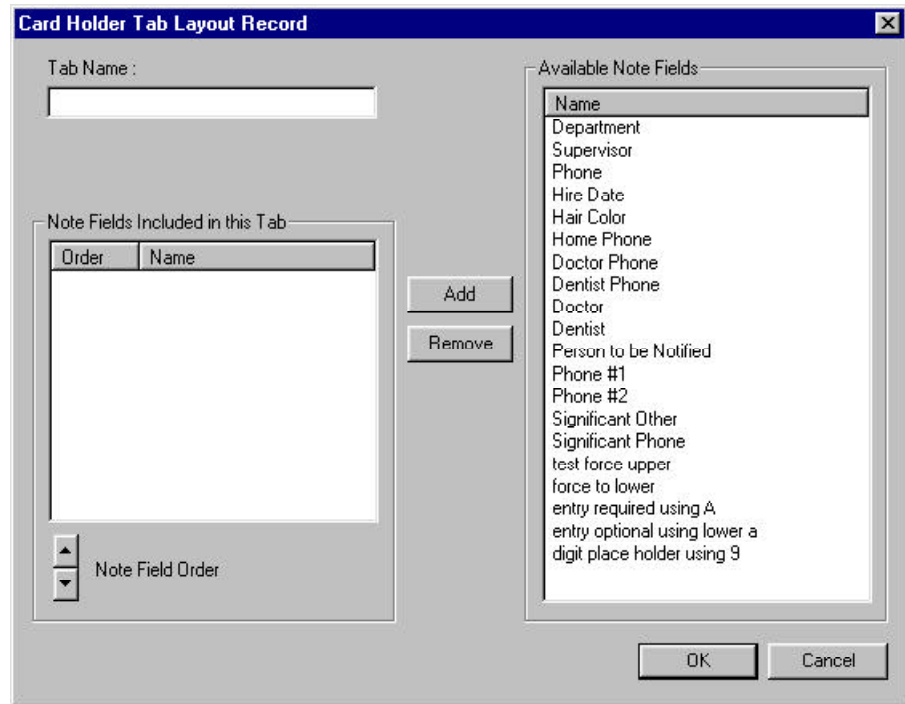 Card Holder Tab Layout Record
Tab Name :
Note Fields Included in this Tab
Order Name
Add
Remove
Note Field Order
Available Note Fields
Name
Department
Supervisor
Phone
Hire Date
Hair Color
Home Phone
Doctor Phone
Dentist Phone
Doctor
Dentist
Person to be Notified
Phone #1
Phone #2
Significant Other
Significant Phone
test force upper
force to lower
entry required using A
entry optional using lower a
digit place holder using 9
OK Cancel